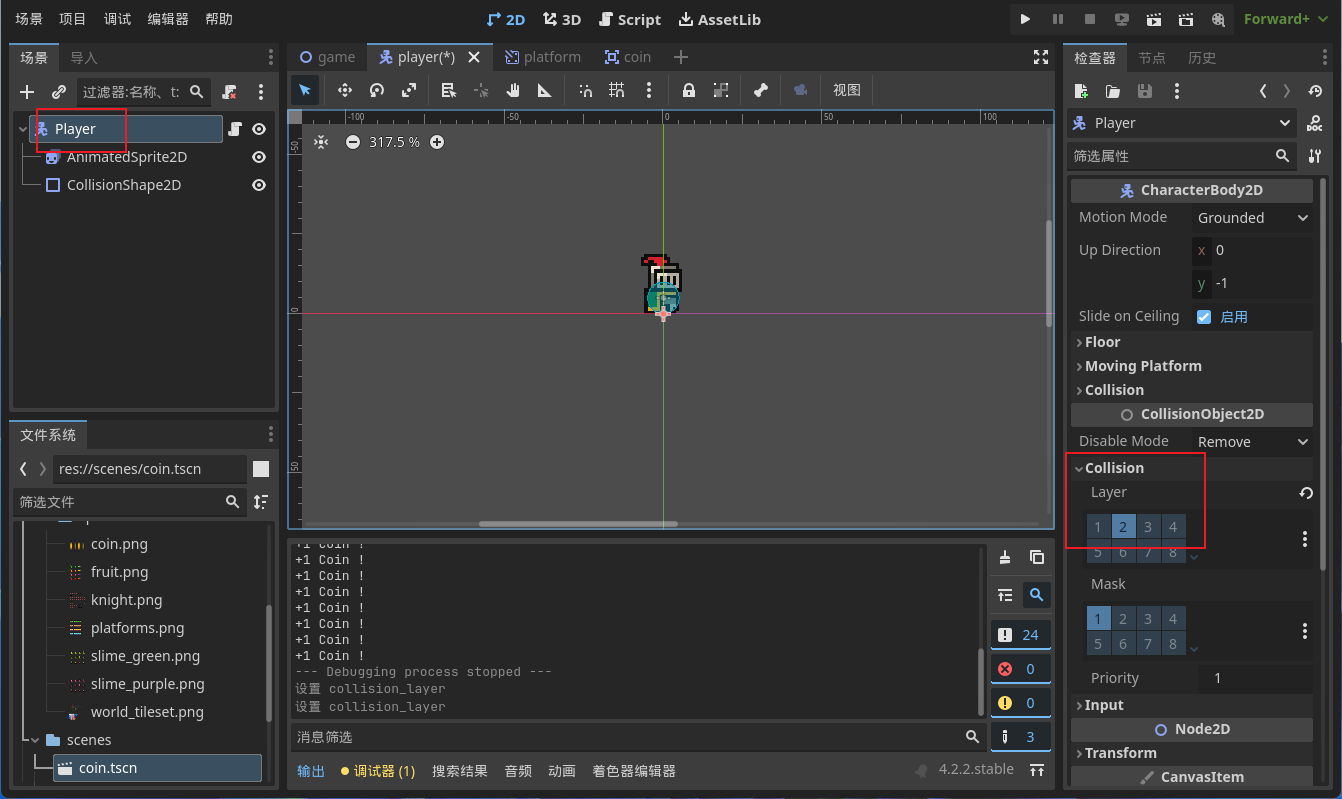 场景 项目 调试 编辑器 帮助 2D 3D Script AssetLib Forward+
场景 导入
过滤器:名称、t:
Player
AnimatedSprite2D
CollisionShape2D
文件系统
res://scenes/coin.tscn
筛选文件
coin.png
fruit.png
knight.png
platforms.png
slime_green.png
slime_purple.png
world_tileset.png
scenes
coin.tscn
game player(*) platform coin
视图
-100 -50 0 50 100
-50
0
50
317.5 %
+1 Coin !
+1 Coin !
+1 Coin !
+1 Coin !
+1 Coin !
+1 Coin !
+1 Coin !
+1 Coin !
--- Debugging process stopped ---
设置 collision_layer
设置 collision_layer
消息筛选
24
0
0
3
输出 调试器 (1) 搜索结果 音频 动画 着色器编辑器 4.2.2.stable
检查器 节点 历史
Player
筛选属性
CharacterBody2D
Motion Mode Grounded
Up Direction x 0
y -1
Slide on Ceiling 启用
Floor
Moving Platform
Collision
CollisionObject2D
Disable Mode Remove
Collision
Layer
1 2 3 4
5 6 7 8
Mask
1 2 3 4
5 6 7 8
Priority 1
Input
Node2D
Transform
CanvasItem